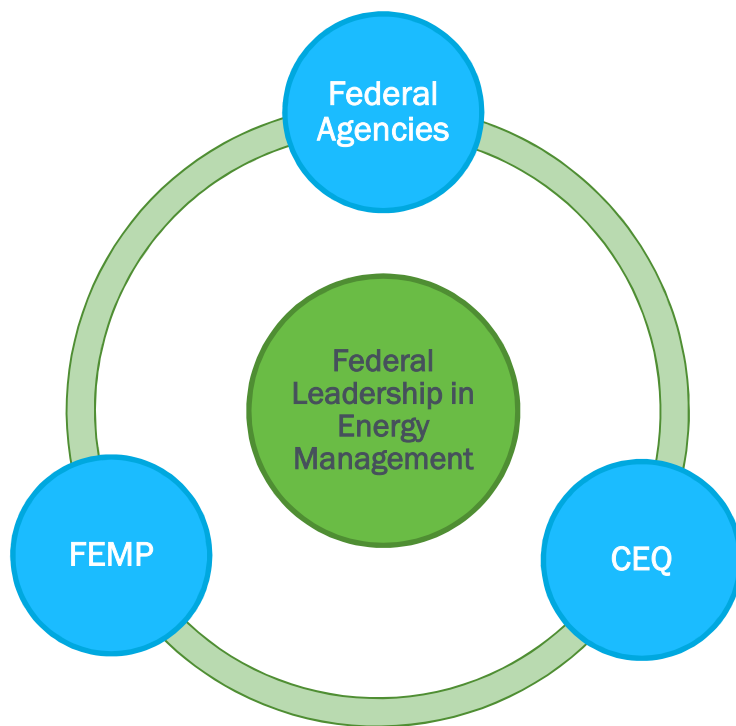 Federal
Agencies
Federal
Leadership in
Energy
Management
FEMP
CEQ